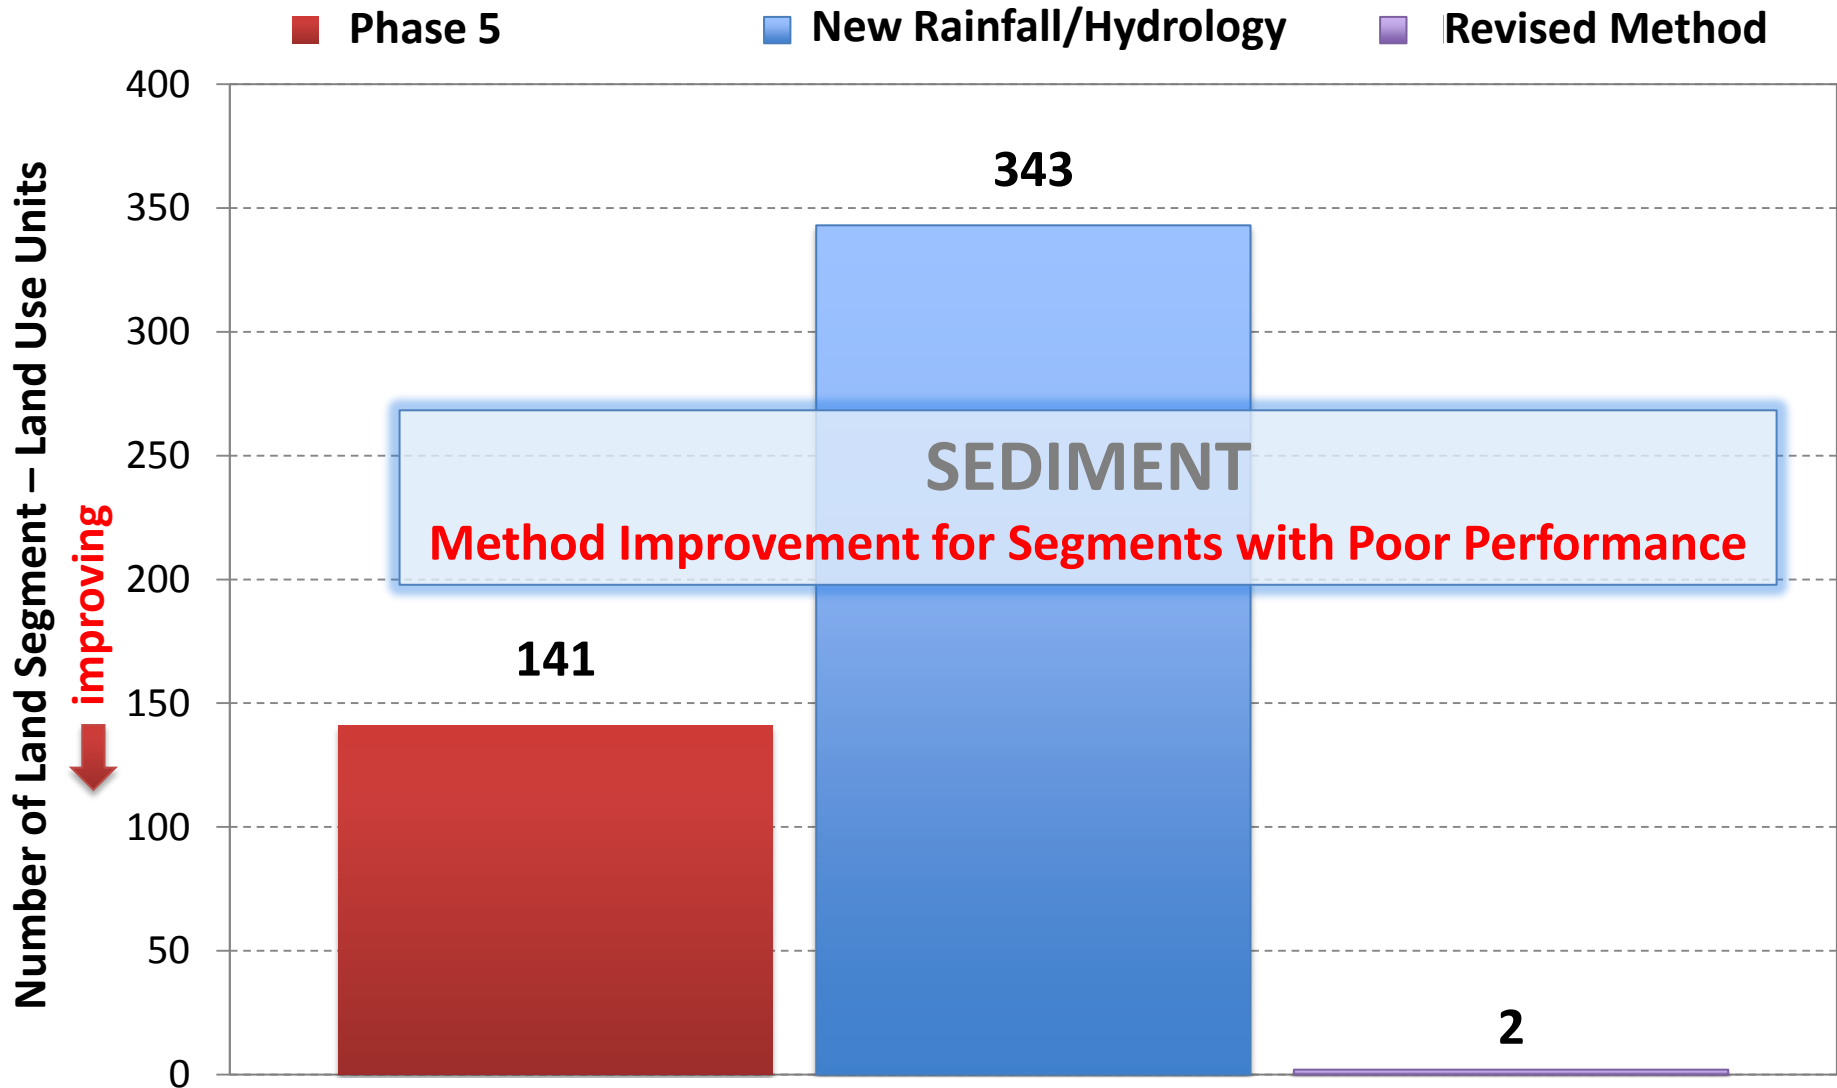 Phase 5
New Rainfall/Hydrology
Revised Method
Number of Land Segment – Land Use Units
improving
400
350
300
250
200
150
100
50
0
343
SEDIMENT
Method Improvement for Segments with Poor Performance
141
2